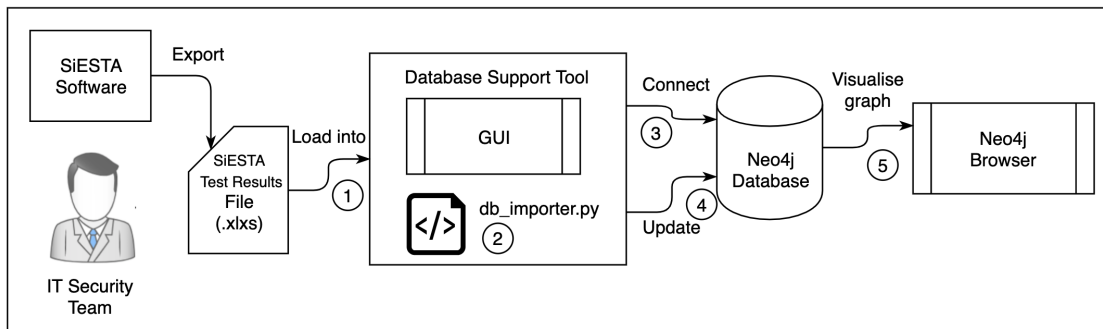 SiESTA
Software
Export
SiESTA
Test Results
File
(.xlxs)
IT Security
Team
Load into
1
Database Support Tool
GUI
</>
db_importer.py
2
Connect
3
Update
4
Neo4j
Database
Visualise
graph
5
Neo4j
Browser